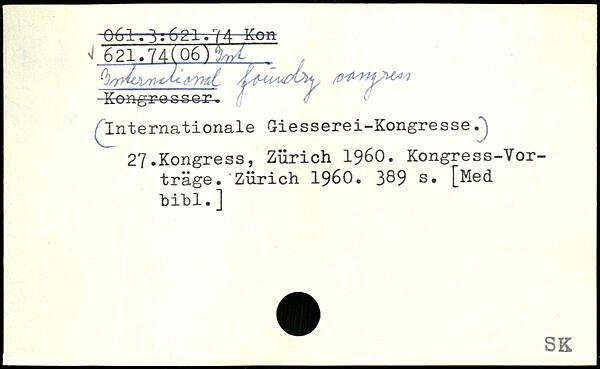 061.3:621.74 Kon
621.74(06) Int
International foundry congress
Kongresser.
(Internationale Giesserei-Kongresse.)
27.Kongress, Zürich 1960. Kongress-Vor-
träge. Zürich 1960. 389 s. [Med
bibl.]
SK